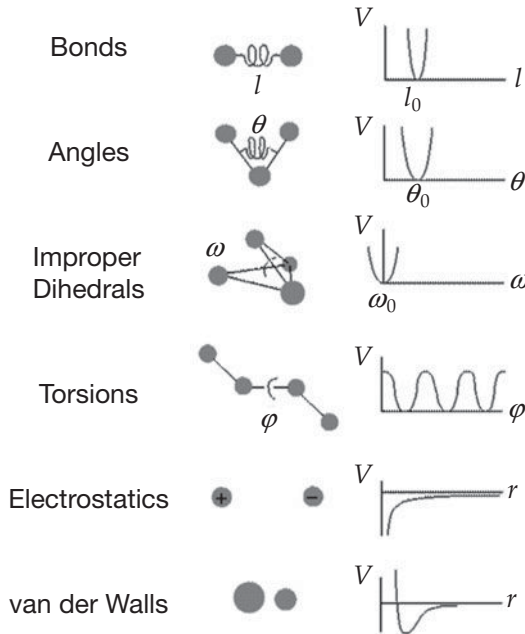 Bonds
l
V
l
l₀
Angles
θ
V
θ
θ₀
Improper
Dihedrals
ω
V
ω
ω₀
Torsions
φ
V
φ
Electrostatics
+
−
V
r
van der Walls
V
r